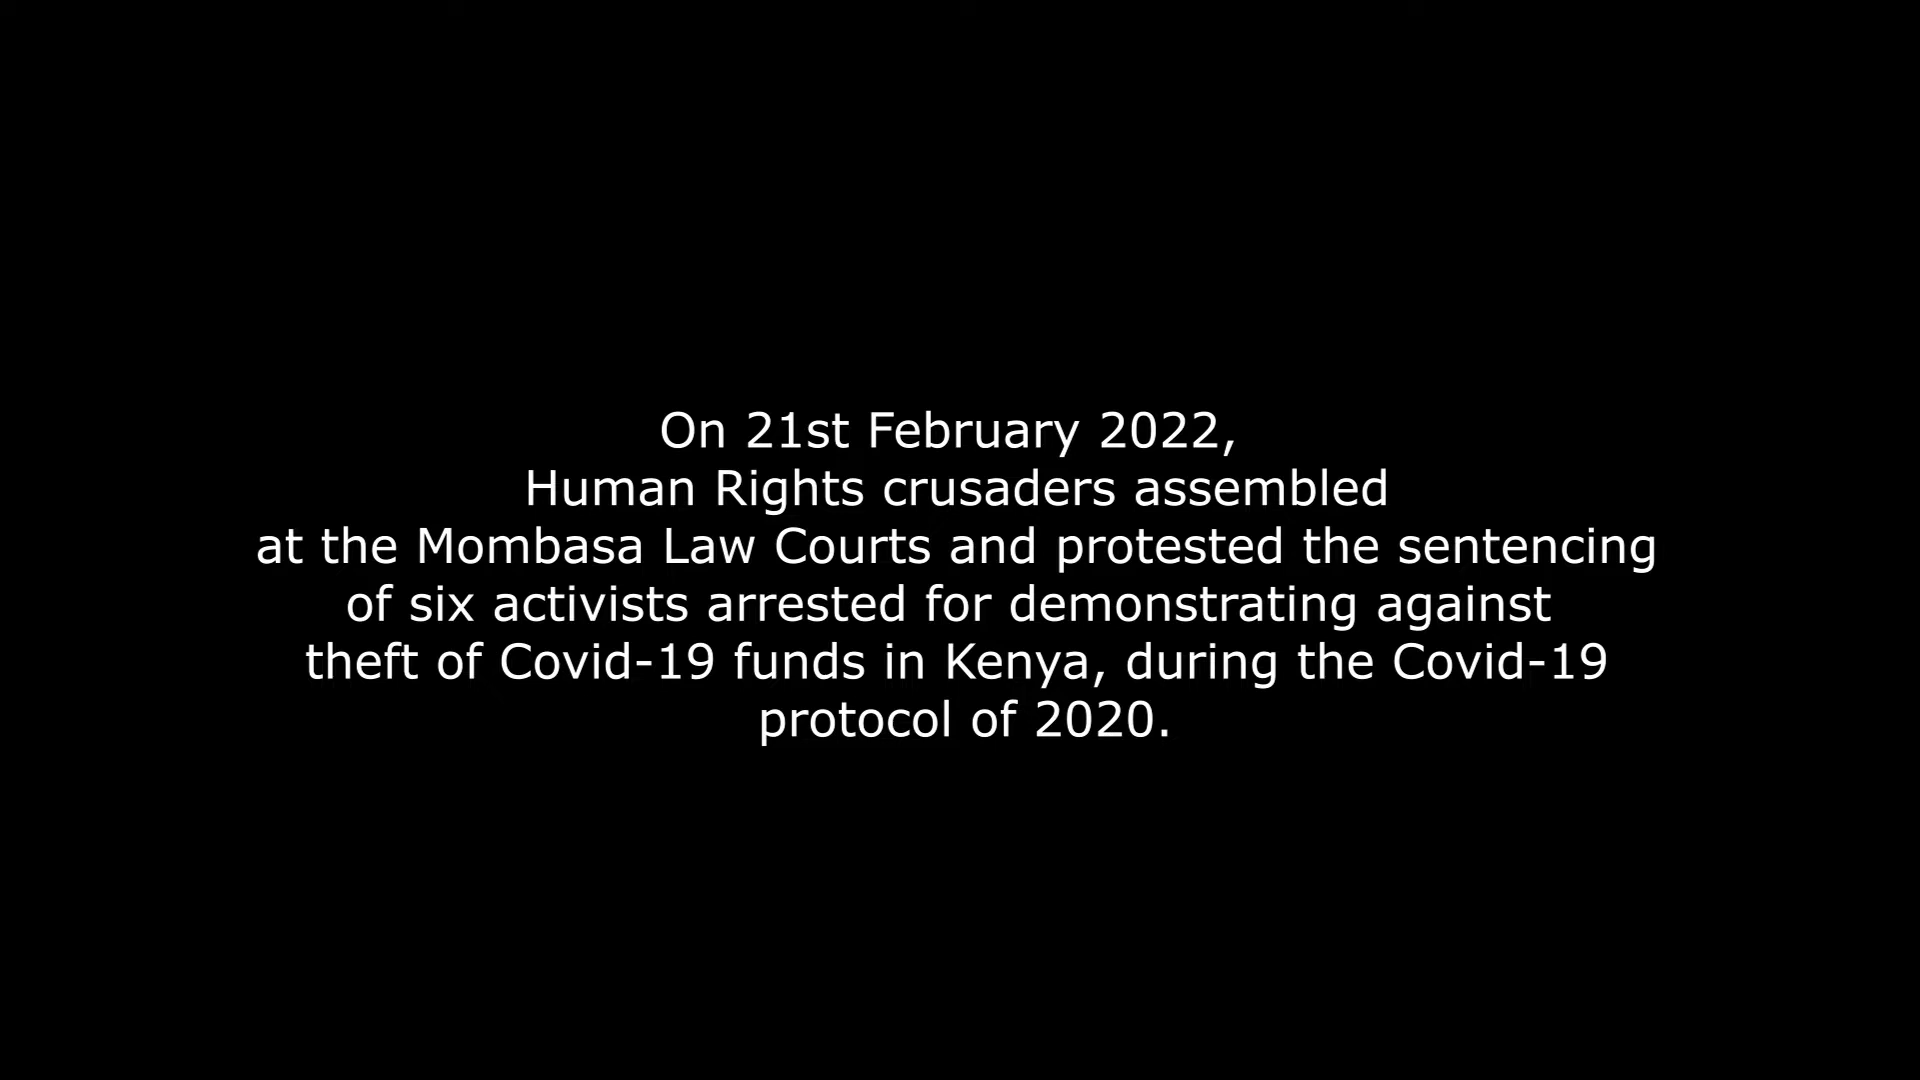 On 21st February 2022,
Human Rights crusaders assembled
at the Mombasa Law Courts and protested the sentencing
of six activists arrested for demonstrating against
theft of Covid-19 funds in Kenya, during the Covid-19
protocol of 2020.